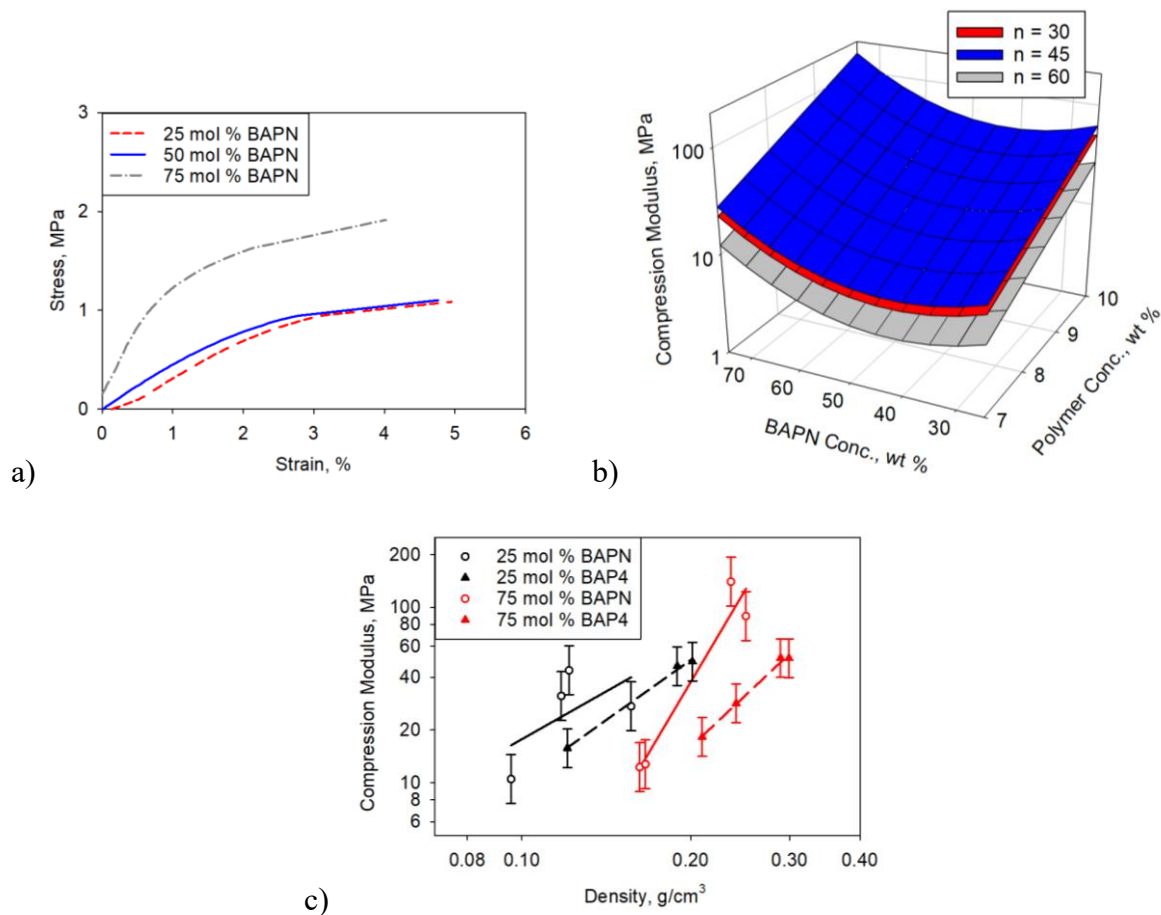 3
2
1
0
0
1
2
3
4
5
6
Stress, MPa
Strain, %
25 mol % BAPN
50 mol % BAPN
75 mol % BAPN
a)
n = 30
n = 45
n = 60
Compression Modulus, MPa
100
10
1
70
60
50
40
30
BAPN Conc., wt %
10
9
8
7
Polymer Conc., wt %
b)
25 mol % BAPN
25 mol % BAP4
75 mol % BAPN
75 mol % BAP4
Compression Modulus, MPa
200
100
80
60
40
20
10
8
6
0.08
0.10
0.20
0.30
0.40
Density, g/cm³
c)